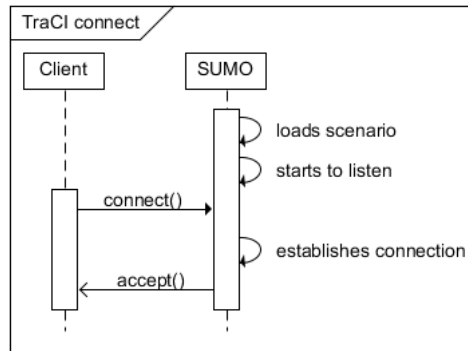 TraCI connect
Client
SUMO
loads scenario
starts to listen
connect()
establishes connection
accept()